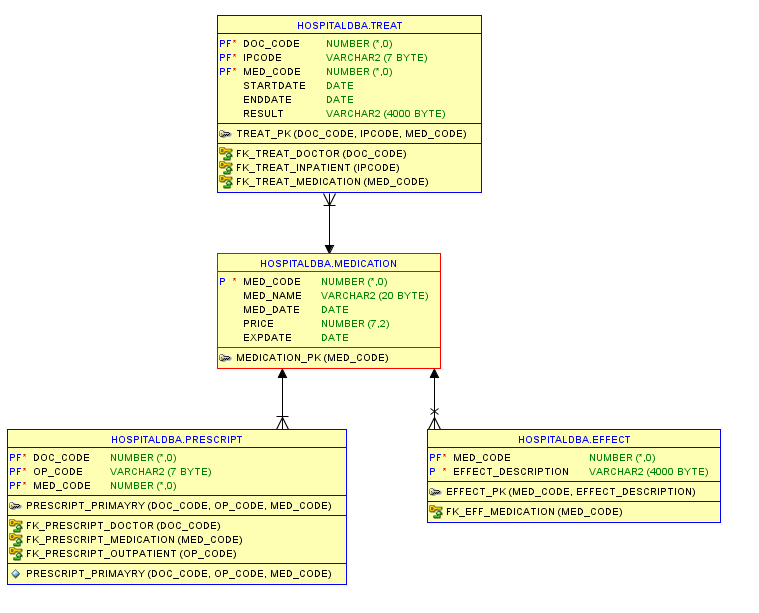 HOSPITALDBA.TREAT
PF* DOC_CODE NUMBER (*,0)
PF* IPCODE VARCHAR2 (7 BYTE)
PF* MED_CODE NUMBER (*,0)
STARTDATE DATE
ENDDATE DATE
RESULT VARCHAR2 (4000 BYTE)
TREAT_PK (DOC_CODE, IPCODE, MED_CODE)
FK_TREAT_DOCTOR (DOC_CODE)
FK_TREAT_INPATIENT (IPCODE)
FK_TREAT_MEDICATION (MED_CODE)
HOSPITALDBA.MEDICATION
P * MED_CODE NUMBER (*,0)
MED_NAME VARCHAR2 (20 BYTE)
MED_DATE DATE
PRICE NUMBER (7,2)
EXPDATE DATE
MEDICATION_PK (MED_CODE)
HOSPITALDBA.PRESCRIPT
PF* DOC_CODE NUMBER (*,0)
PF* OP_CODE VARCHAR2 (7 BYTE)
PF* MED_CODE NUMBER (*,0)
PRESCRIPT_PRIMAYRY (DOC_CODE, OP_CODE, MED_CODE)
FK_PRESCRIPT_DOCTOR (DOC_CODE)
FK_PRESCRIPT_MEDICATION (MED_CODE)
FK_PRESCRIPT_OUTPATIENT (OP_CODE)
PRESCRIPT_PRIMAYRY (DOC_CODE, OP_CODE, MED_CODE)
HOSPITALDBA.EFFECT
PF* MED_CODE NUMBER (*,0)
P * EFFECT_DESCRIPTION VARCHAR2 (4000 BYTE)
EFFECT_PK (MED_CODE, EFFECT_DESCRIPTION)
FK_EFF_MEDICATION (MED_CODE)